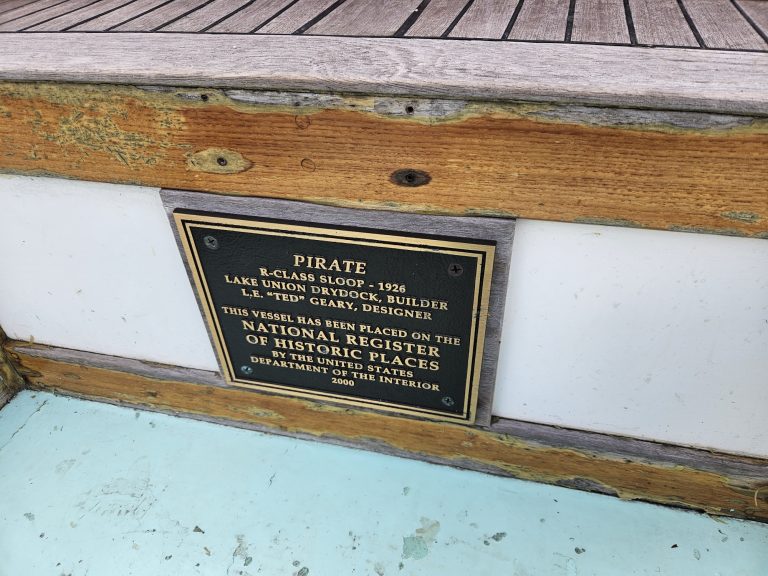 PIRATE
R-CLASS SLOOP - 1926
LAKE UNION DRYDOCK, BUILDER
L.E. "TED" GEARY, DESIGNER
THIS VESSEL HAS BEEN PLACED ON THE
NATIONAL REGISTER
OF HISTORIC PLACES
BY THE UNITED STATES
DEPARTMENT OF THE INTERIOR
2000